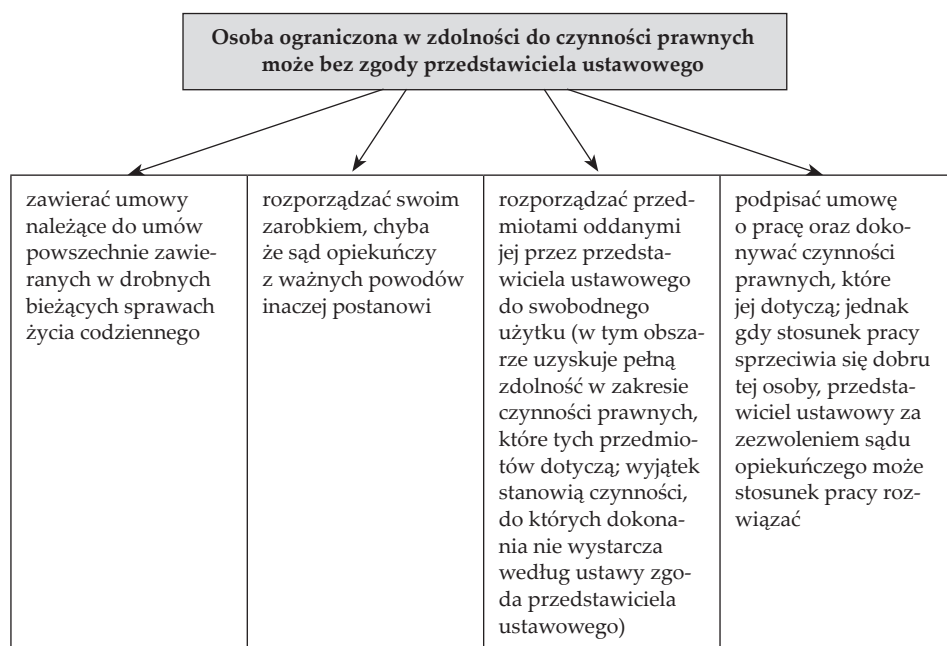 Osoba ograniczona w zdolności do czynności prawnych
może bez zgody przedstawiciela ustawowego
zawierać umowy
należące do umów
powszechnie zawie-
ranych w drobnych
bieżących sprawach
życia codziennego
rozporządzać swoim
zarobkiem, chyba
że sąd opiekuńczy
z ważnych powodów
inaczej postanowi
rozporządzać przed-
miotami oddanymi
jej przez przedsta-
wiciela ustawowego
do swobodnego
użytku (w tym obsza-
rze uzyskuje pełną
zdolność w zakresie
czynności prawnych,
które tych przedmio-
tów dotyczą; wyjątek
stanowią czynności,
do których dokona-
nia nie wystarcza
według ustawy zgo-
da przedstawiciela
ustawowego)
podpisać umowę
o pracę oraz doko-
nywać czynności
prawnych, które
jej dotyczą; jednak
gdy stosunek pracy
sprzeciwia się dobru
tej osoby, przedsta-
wiciel ustawowy za
zezwoleniem sądu
opiekuńczego może
stosunek pracy roz-
wiązać